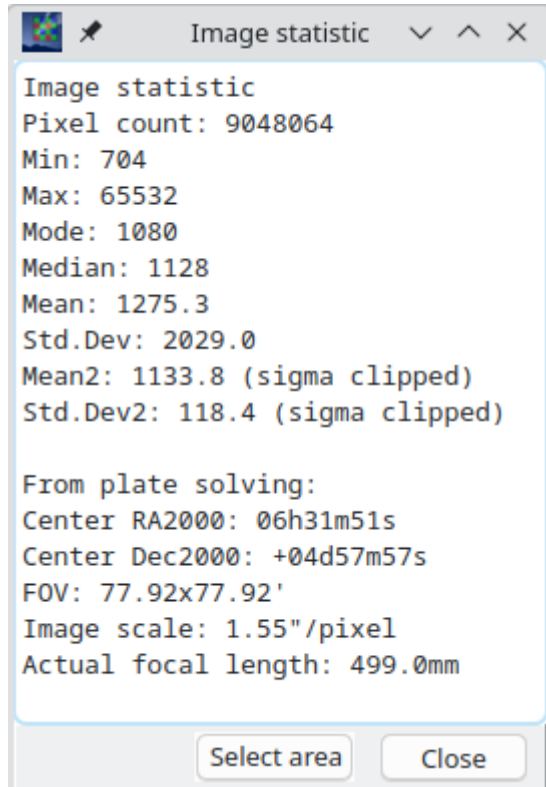 Image statistic
Image statistic
Pixel count: 9048064
Min: 704
Max: 65532
Mode: 1080
Median: 1128
Mean: 1275.3
Std.Dev: 2029.0
Mean2: 1133.8 (sigma clipped)
Std.Dev2: 118.4 (sigma clipped)
From plate solving:
Center RA2000: 06h31m51s
Center Dec2000: +04d57m57s
FOV: 77.92x77.92'
Image scale: 1.55"/pixel
Actual focal length: 499.0mm
Select area Close